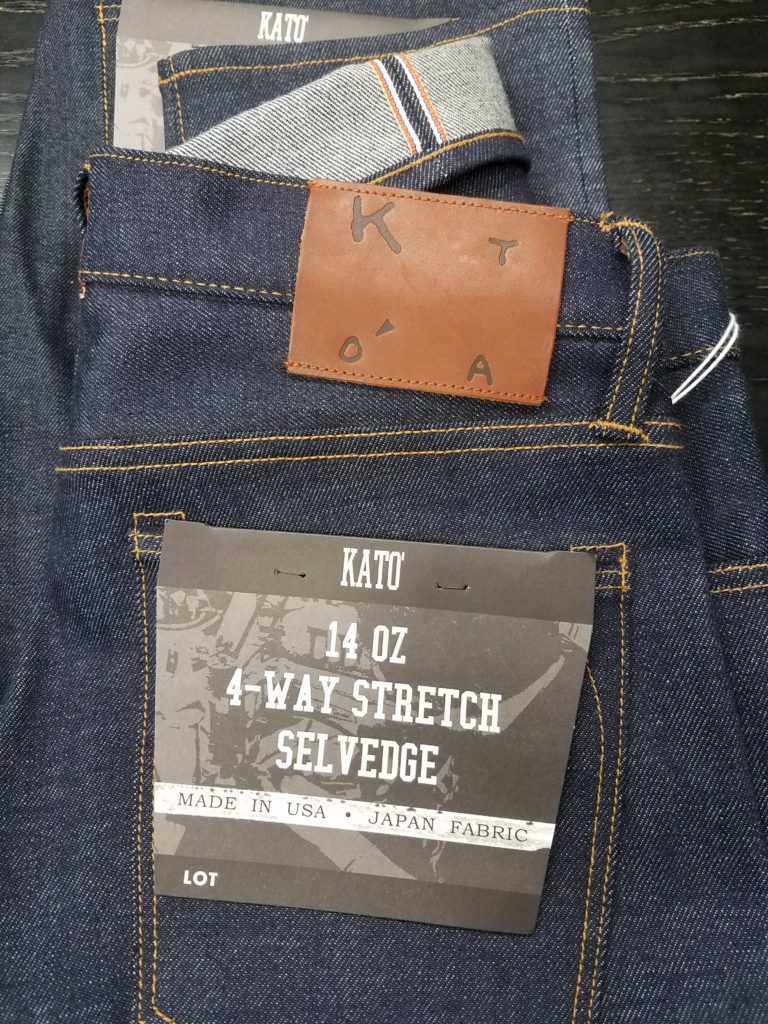 KATO'
K T
O' A
KATO'
14 OZ
4-WAY STRETCH
SELVEDGE
MADE IN USA • JAPAN FABRIC
LOT